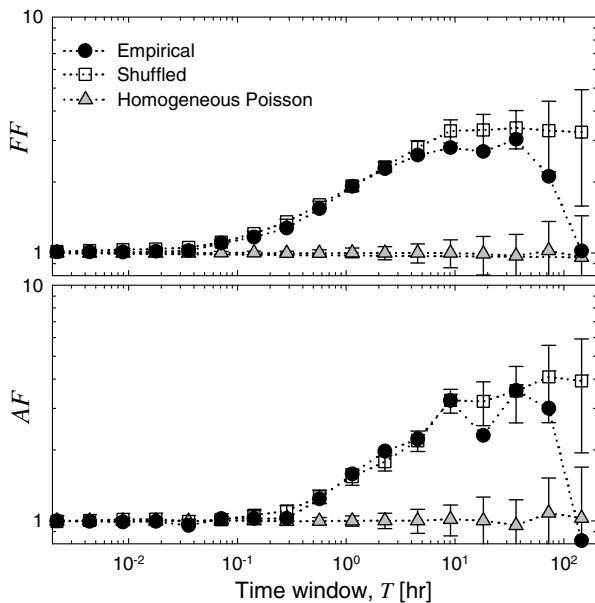 10
FF
1
Empirical
Shuffled
Homogeneous Poisson
10
AF
1
10⁻² 10⁻¹ 10⁰ 10¹ 10²
Time window, T [hr]